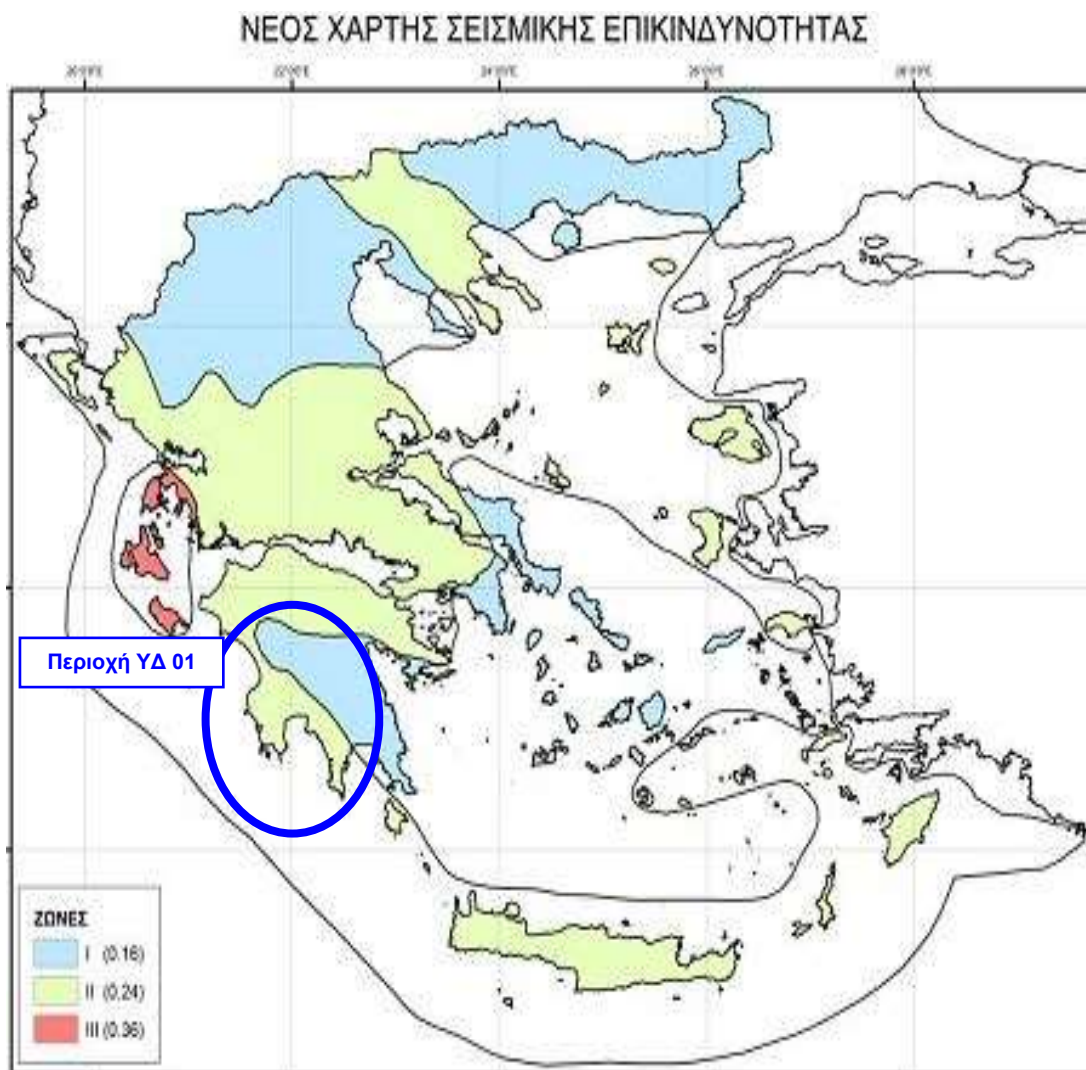 ΝΕΟΣ ΧΑΡΤΗΣ ΣΕΙΣΜΙΚΗΣ ΕΠΙΚΙΝΔΥΝΟΤΗΤΑΣ
Περιοχή ΥΔ 01
ΖΩΝΕΣ
I (0.16)
II (0.24)
III (0.36)